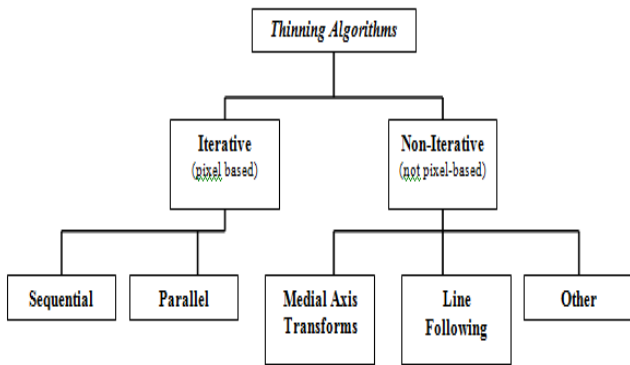 Thinning Algorithms
Iterative
(pixel based)
Non-Iterative
(not pixel-based)
Sequential
Parallel
Medial Axis
Transforms
Line
Following
Other